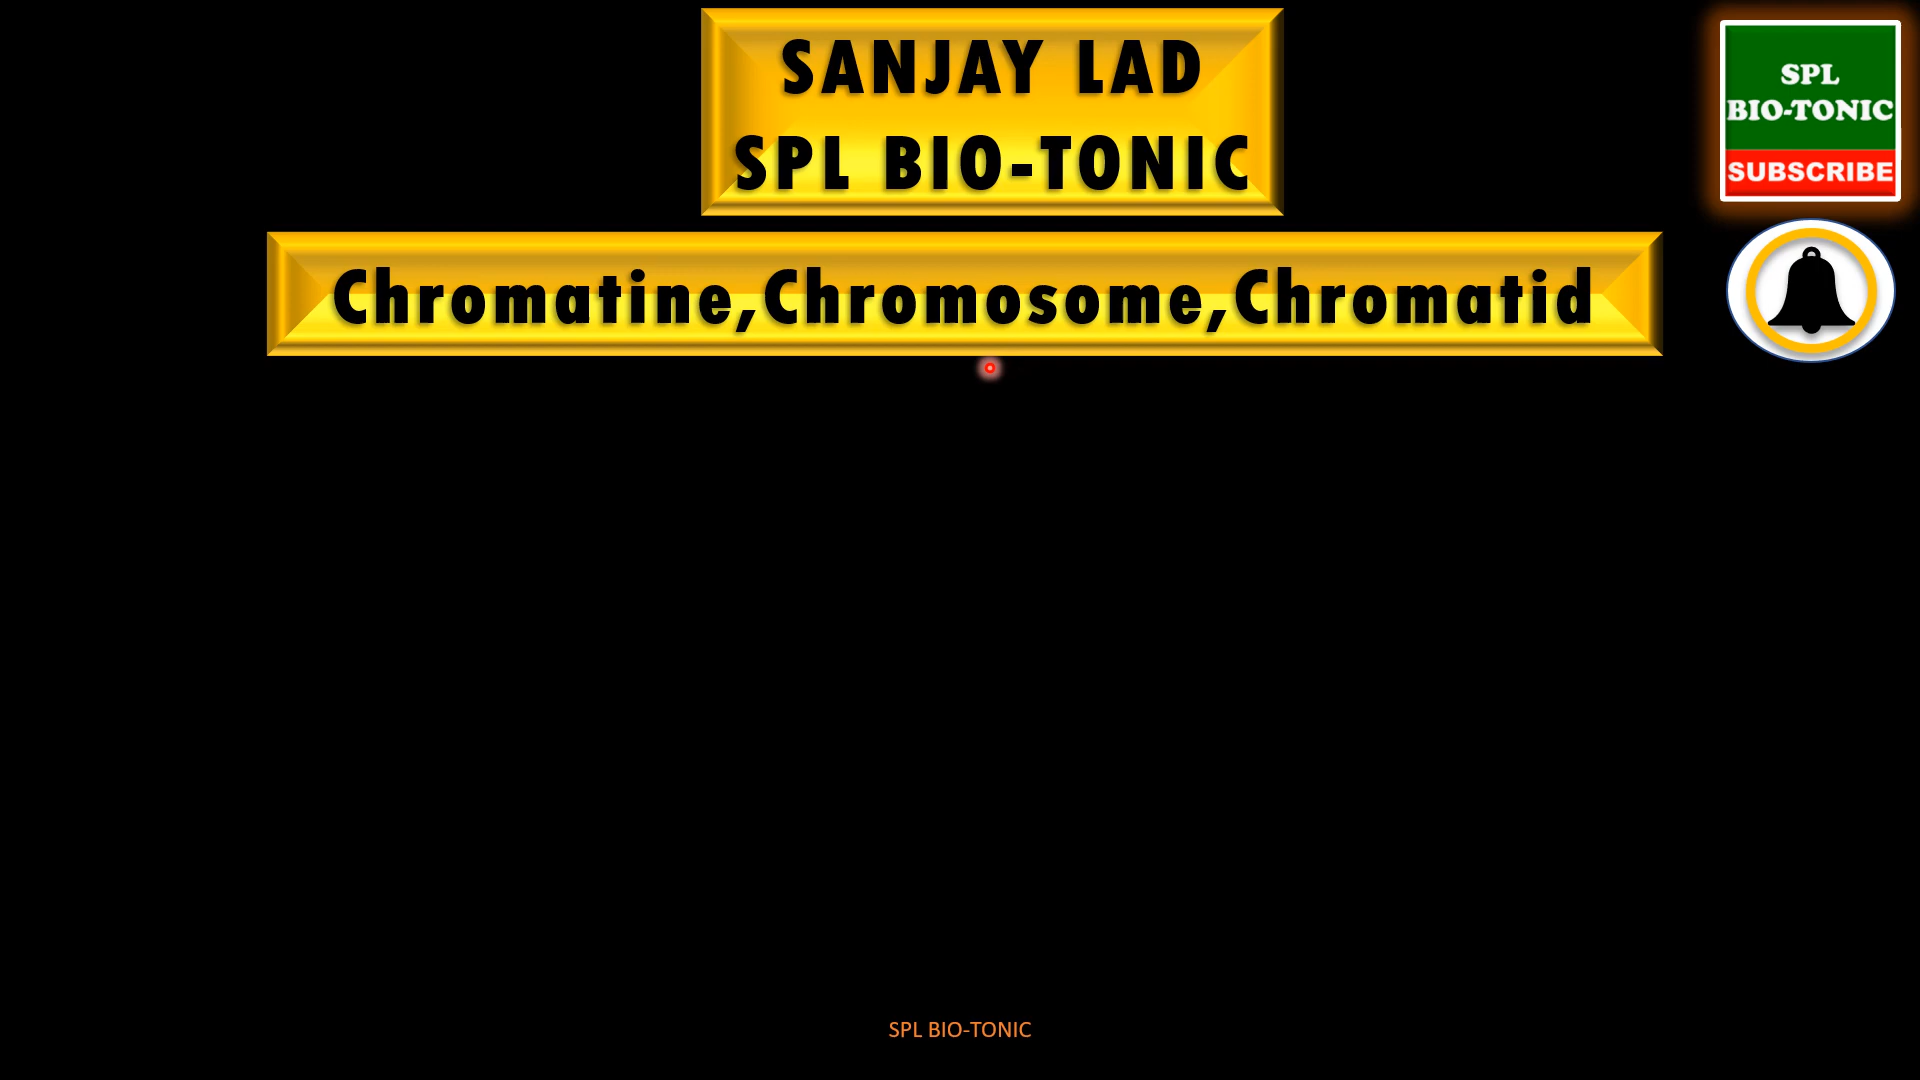 SANJAY LAD
SPL BIO-TONIC
SPL
BIO-TONIC
SUBSCRIBE
Chromatine,Chromosome,Chromatid
SPL BIO-TONIC